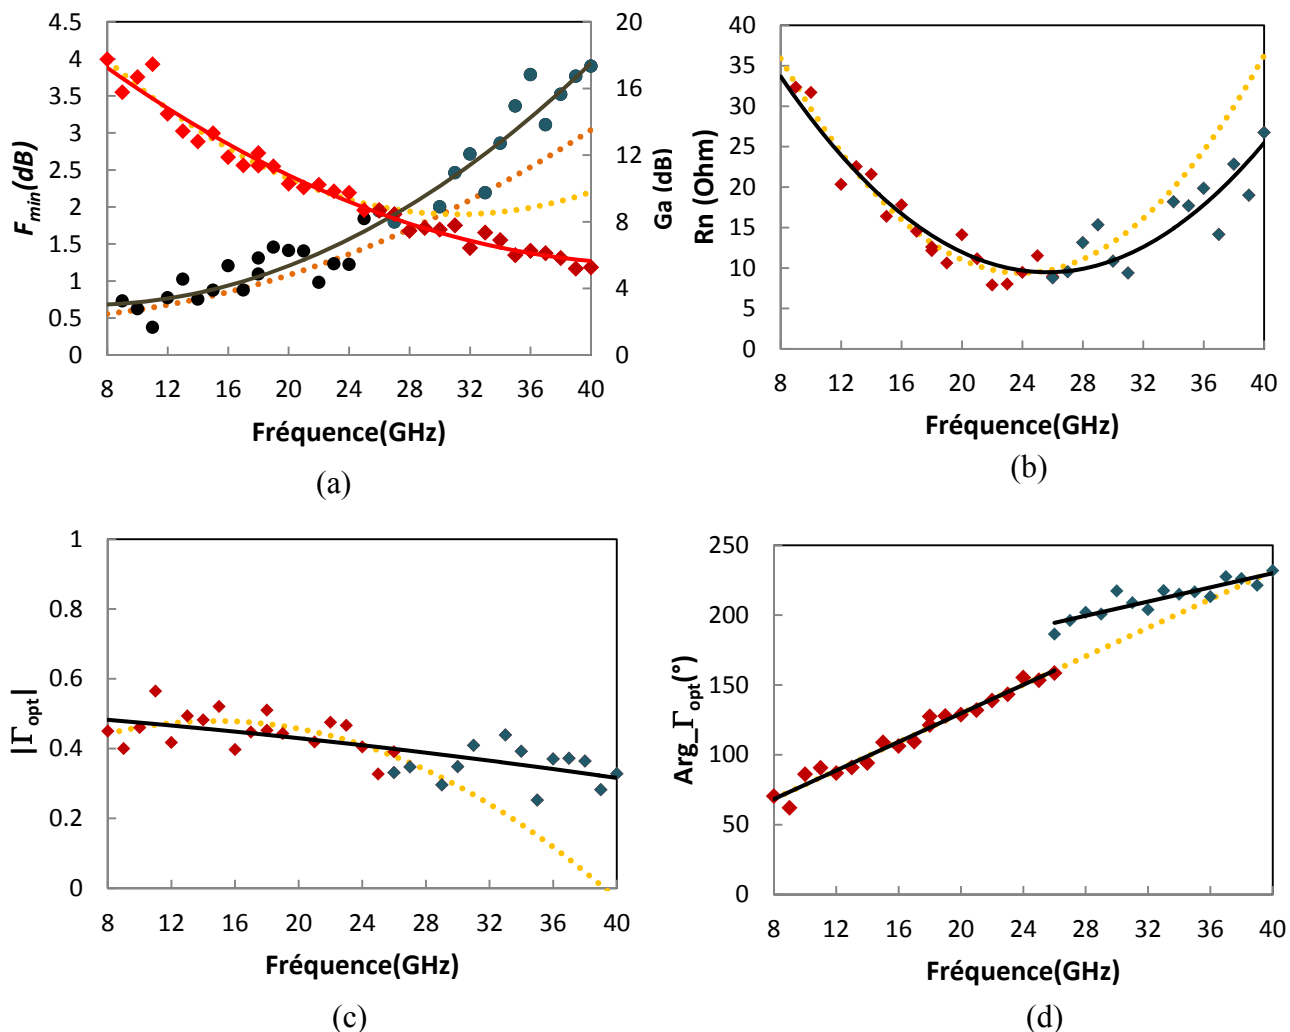 4.5
4
3.5
3
2.5
2
1.5
1
0.5
0
F_min(dB)
20
16
12
8
4
0
Ga (dB)
8 12 16 20 24 28 32 36 40
Fréquence(GHz)
(a)
40
35
30
25
20
15
10
5
0
Rn (Ohm)
8 12 16 20 24 28 32 36 40
Fréquence(GHz)
(b)
1
0.8
0.6
0.4
0.2
0
|Γopt|
8 12 16 20 24 28 32 36 40
Fréquence(GHz)
(c)
250
200
150
100
50
0
Arg_Γopt(°)
8 12 16 20 24 28 32 36 40
Fréquence(GHz)
(d)